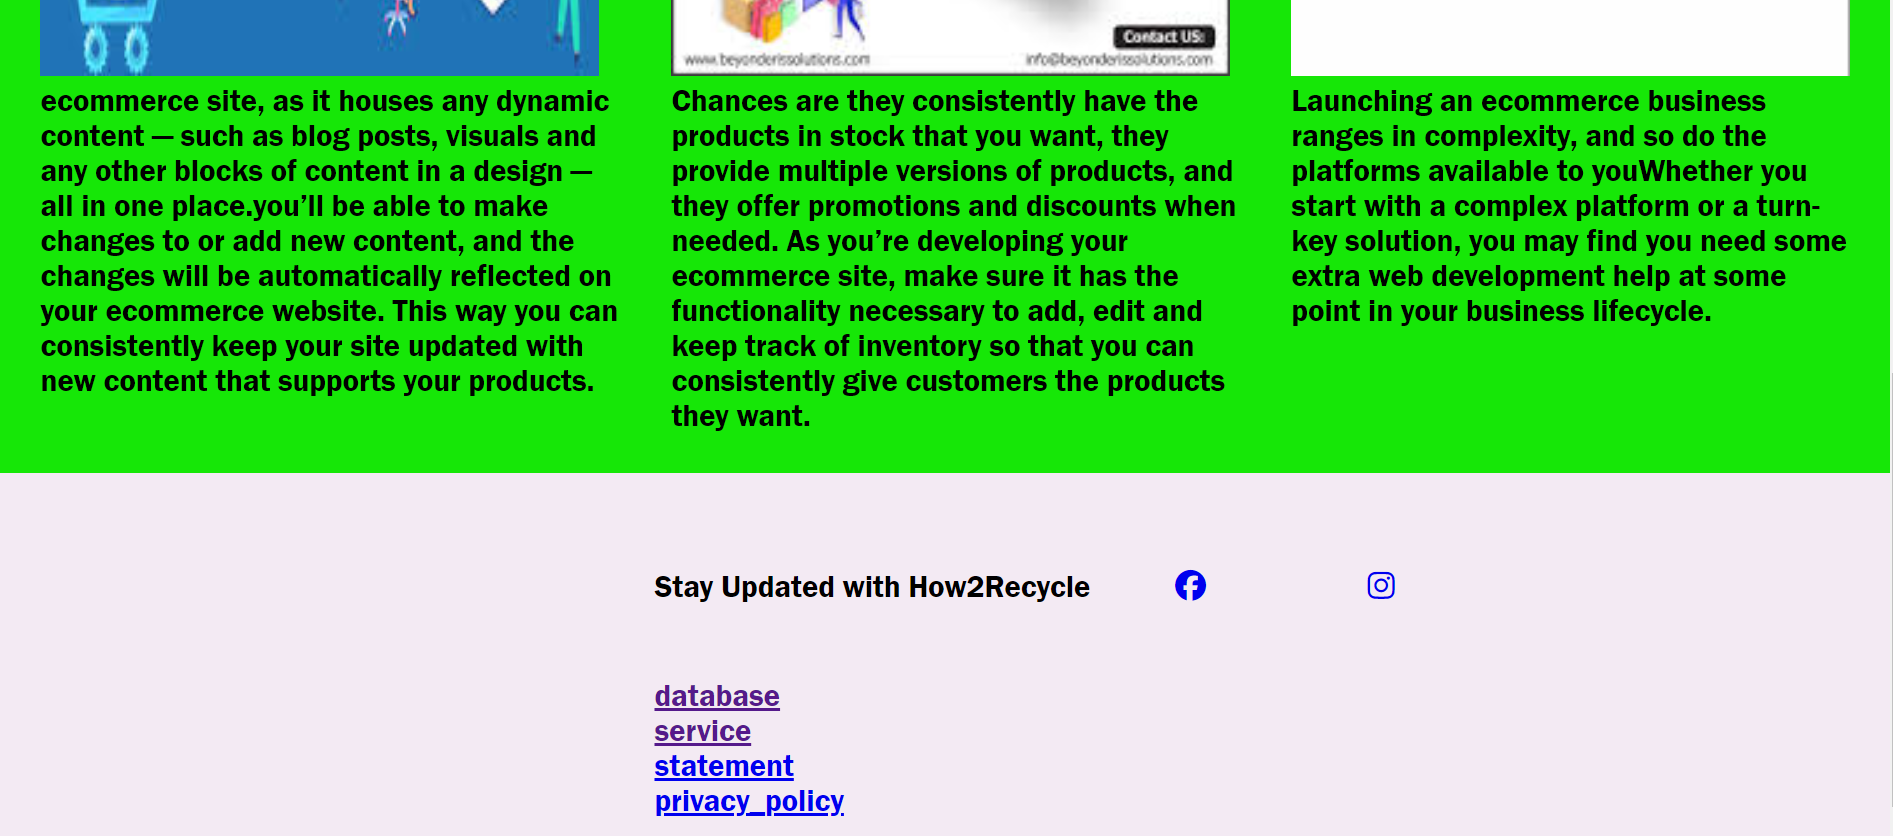 Contact US:
www.beyonderissolutions.com
info@beyonderissolutions.com
ecommerce site, as it houses any dynamic
content — such as blog posts, visuals and
any other blocks of content in a design —
all in one place.you’ll be able to make
changes to or add new content, and the
changes will be automatically reflected on
your ecommerce website. This way you can
consistently keep your site updated with
new content that supports your products.
Chances are they consistently have the
products in stock that you want, they
provide multiple versions of products, and
they offer promotions and discounts when
needed. As you’re developing your
ecommerce site, make sure it has the
functionality necessary to add, edit and
keep track of inventory so that you can
consistently give customers the products
they want.
Launching an ecommerce business
ranges in complexity, and so do the
platforms available to youWhether you
start with a complex platform or a turn-
key solution, you may find you need some
extra web development help at some
point in your business lifecycle.
Stay Updated with How2Recycle
database
service
statement
privacy_policy